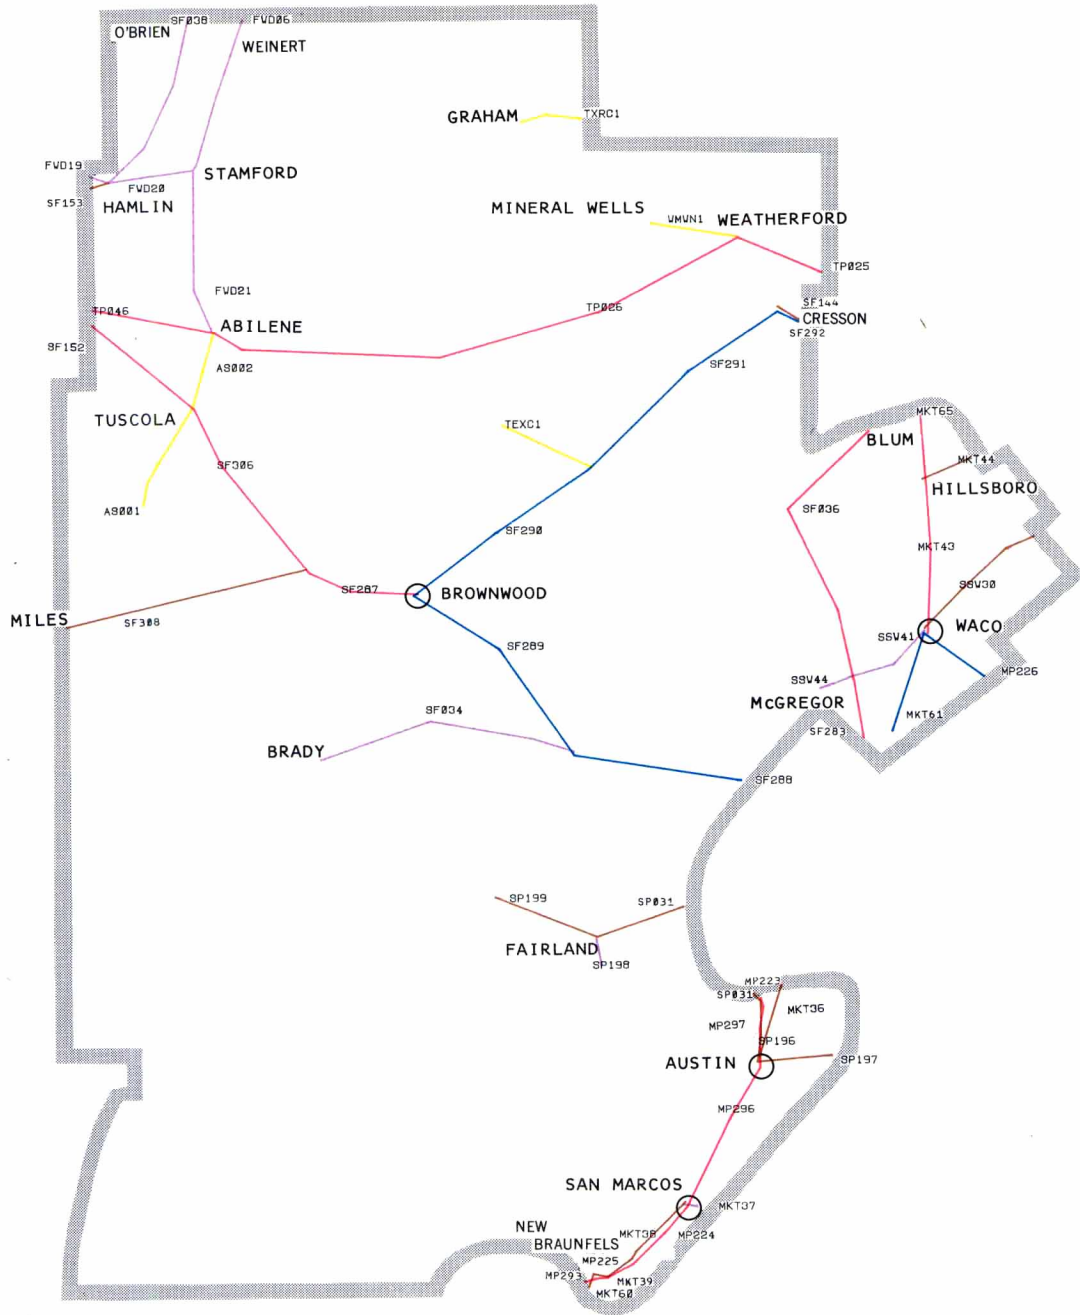 O'BRIEN
SF038
FWD06
WEINERT
GRAHAM
TXRC1
FWD19
STAMFORD
FWD20
SF153
HAMLIN
MINERAL WELLS
WMWN1
WEATHERFORD
TP025
FWD21
TP046
ABILENE
TP026
SF144
CRESSON
SF292
SF152
AS002
SF291
TUSCOLA
TEXC1
MKT65
BLUM
MKT44
SF306
HILLSBORO
AS001
SF036
SF290
MKT43
SF287
BROWNWOOD
SSW30
MILES
SF308
WACO
SSW41
SF289
MP226
SSW44
McGREGOR
SF034
MKT61
SF283
BRADY
SF288
SP199
SP031
FAIRLAND
SP198
MP223
SP031
MKT36
MP297
SP196
AUSTIN
SP197
MP296
SAN MARCOS
MKT37
NEW
BRAUNFELS
MKT38
MP224
MP225
MP293
MKT39
MKT60